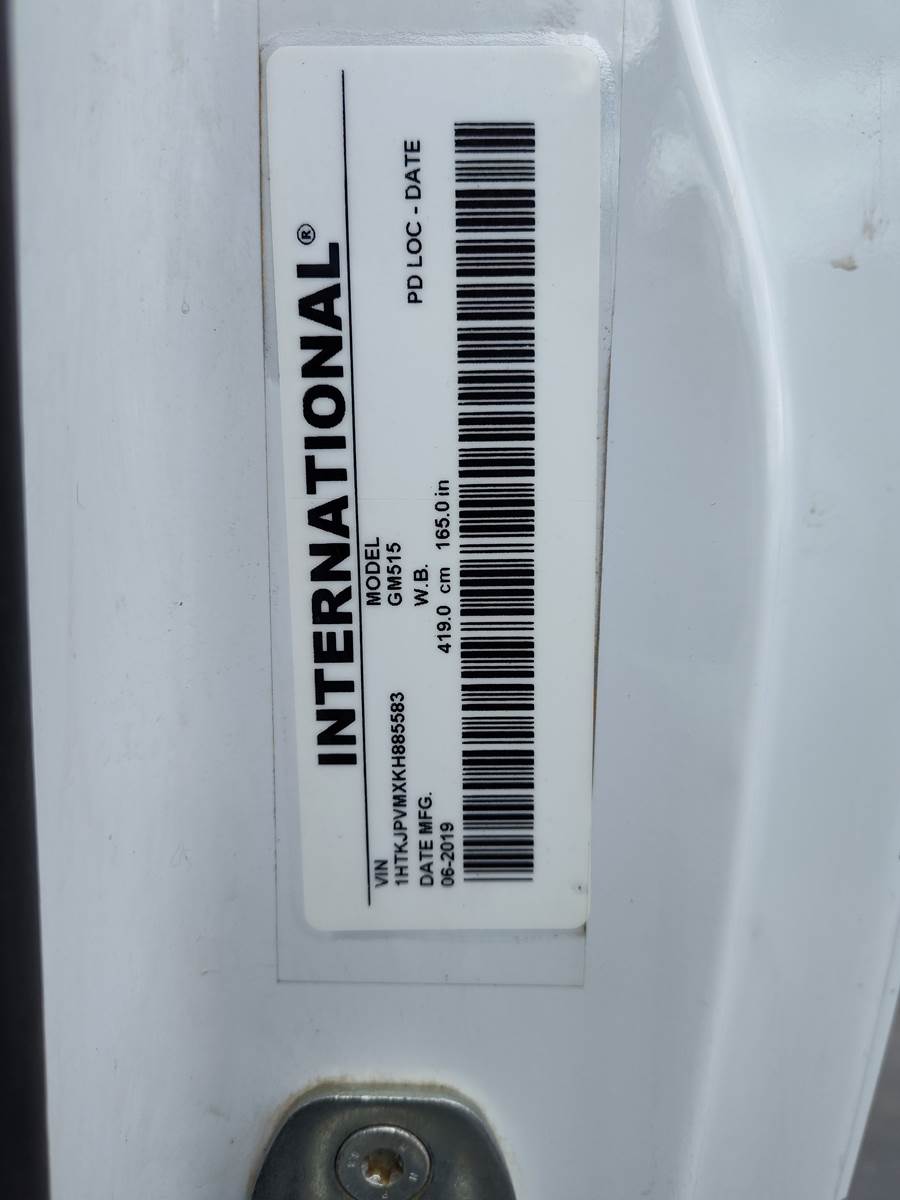 INTERNATIONAL®
VIN MODEL
1HTKJPVMXKH885583 GM515
DATE MFG. W.B. PD LOC - DATE
06-2019 419.0 cm 165.0 in